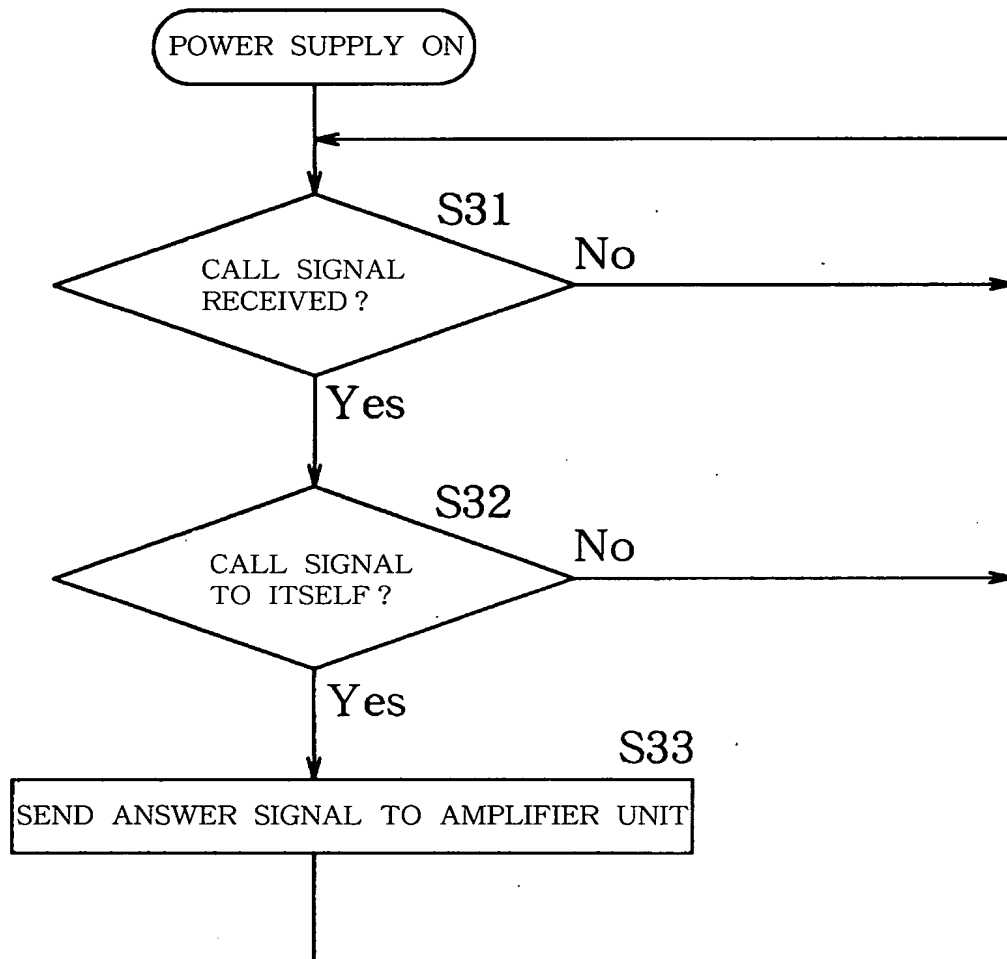 POWER SUPPLY ON
S31
CALL SIGNAL
RECEIVED?
No
Yes
S32
CALL SIGNAL
TO ITSELF?
No
Yes
S33
SEND ANSWER SIGNAL TO AMPLIFIER UNIT